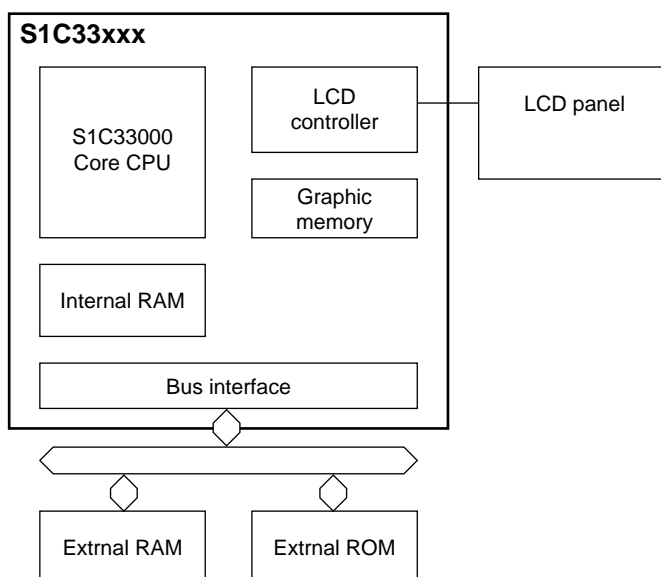 S1C33xxx
S1C33000
Core CPU
LCD
controller
LCD panel
Graphic
memory
Internal RAM
Bus interface
Extrnal RAM
Extrnal ROM